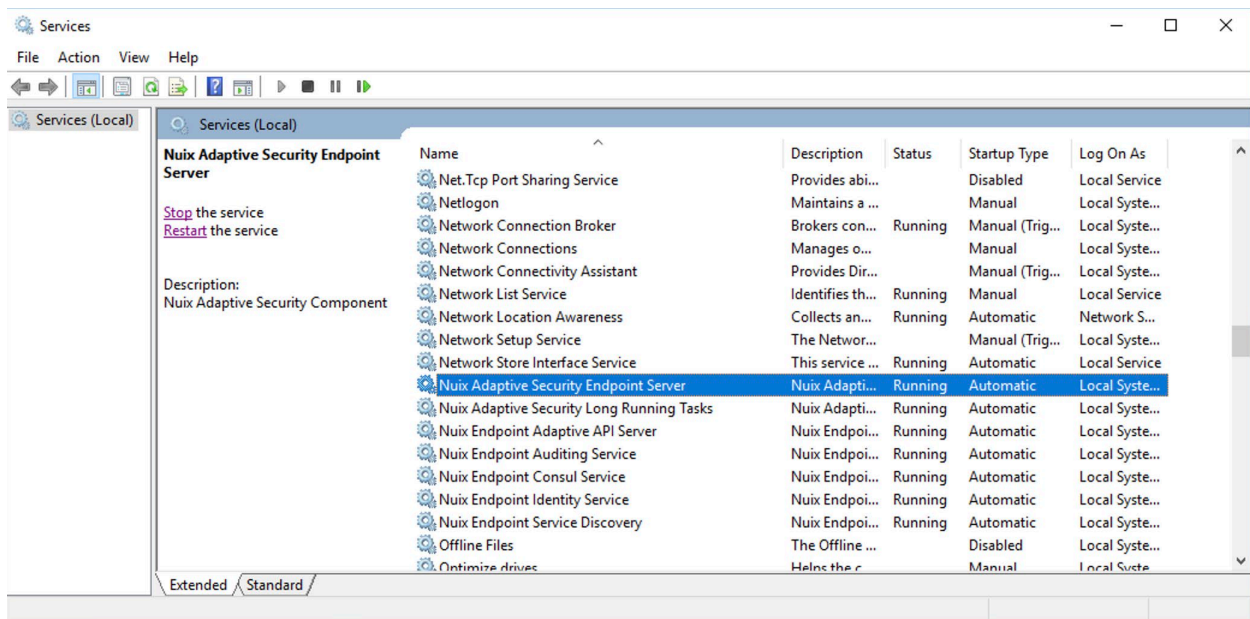 Services
File Action View Help
Services (Local)
Services (Local)
Nuix Adaptive Security Endpoint
Server
Stop the service
Restart the service
Description:
Nuix Adaptive Security Component
Name Description Status Startup Type Log On As
Net.Tcp Port Sharing Service Provides abi... Disabled Local Service
Netlogon Maintains a ... Manual Local Syste...
Network Connection Broker Brokers con... Running Manual (Trig... Local Syste...
Network Connections Manages o... Manual Local Syste...
Network Connectivity Assistant Provides Dir... Manual (Trig... Local Syste...
Network List Service Identifies th... Running Manual Local Service
Network Location Awareness Collects an... Running Automatic Network S...
Network Setup Service The Networ... Manual (Trig... Local Syste...
Network Store Interface Service This service ... Running Automatic Local Service
Nuix Adaptive Security Endpoint Server Nuix Adapti... Running Automatic Local Syste...
Nuix Adaptive Security Long Running Tasks Nuix Adapti... Running Automatic Local Syste...
Nuix Endpoint Adaptive API Server Nuix Endpoi... Running Automatic Local Syste...
Nuix Endpoint Auditing Service Nuix Endpoi... Running Automatic Local Syste...
Nuix Endpoint Consul Service Nuix Endpoi... Running Automatic Local Syste...
Nuix Endpoint Identity Service Nuix Endpoi... Running Automatic Local Syste...
Nuix Endpoint Service Discovery Nuix Endpoi... Running Automatic Local Syste...
Offline Files The Offline ... Disabled Local Syste...
Optimize drives Helps the c... Manual Local Syste...
Extended Standard